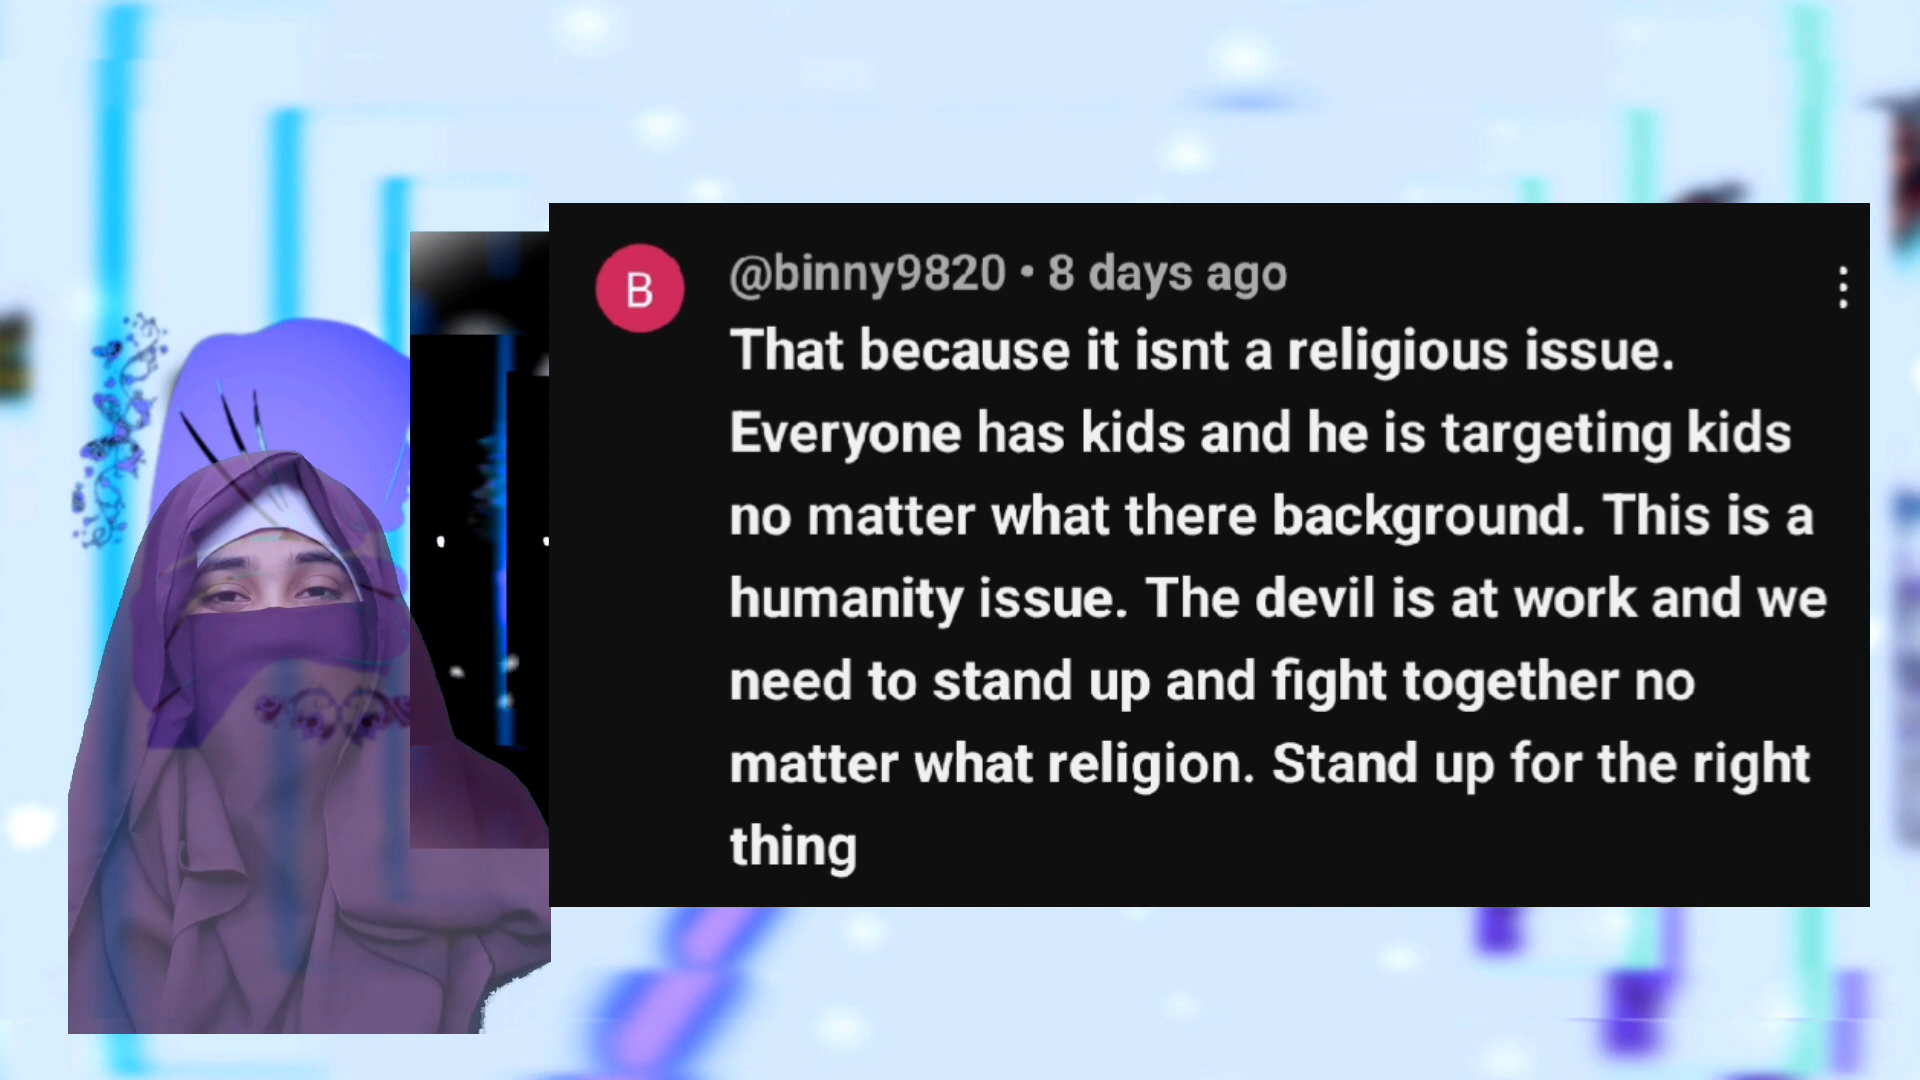 B
@binny9820 • 8 days ago
That because it isnt a religious issue.
Everyone has kids and he is targeting kids
no matter what there background. This is a
humanity issue. The devil is at work and we
need to stand up and fight together no
matter what religion. Stand up for the right
thing